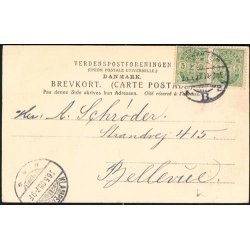 VERDENSPOSTFORENINGEN
(UNION POSTALE UNIVERSELLE.)
DANMARK.
BREVKORT. (CARTE POSTALE.)
Paa denne Side skrives kun Adressen. Côté réservé à l'adresse.
A. Schröder.
Strandvej 415
Bellevue
KLAMPENB